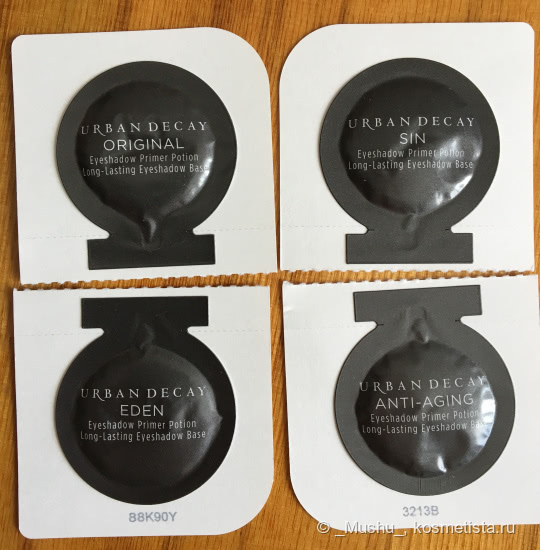 URBAN DECAY
ORIGINAL
Eyeshadow Primer Potion
Long-Lasting Eyeshadow Base
URBAN DECAY
SIN
Eyeshadow Primer Potion
Long-Lasting Eyeshadow Base
URBAN DECAY
EDEN
Eyeshadow Primer Potion
Long-Lasting Eyeshadow Base
88K90Y
URBAN DECAY
ANTI-AGING
Eyeshadow Primer Potion
Long-Lasting Eyeshadow Base
3213B
© _Mushu_, kosmetista.ru